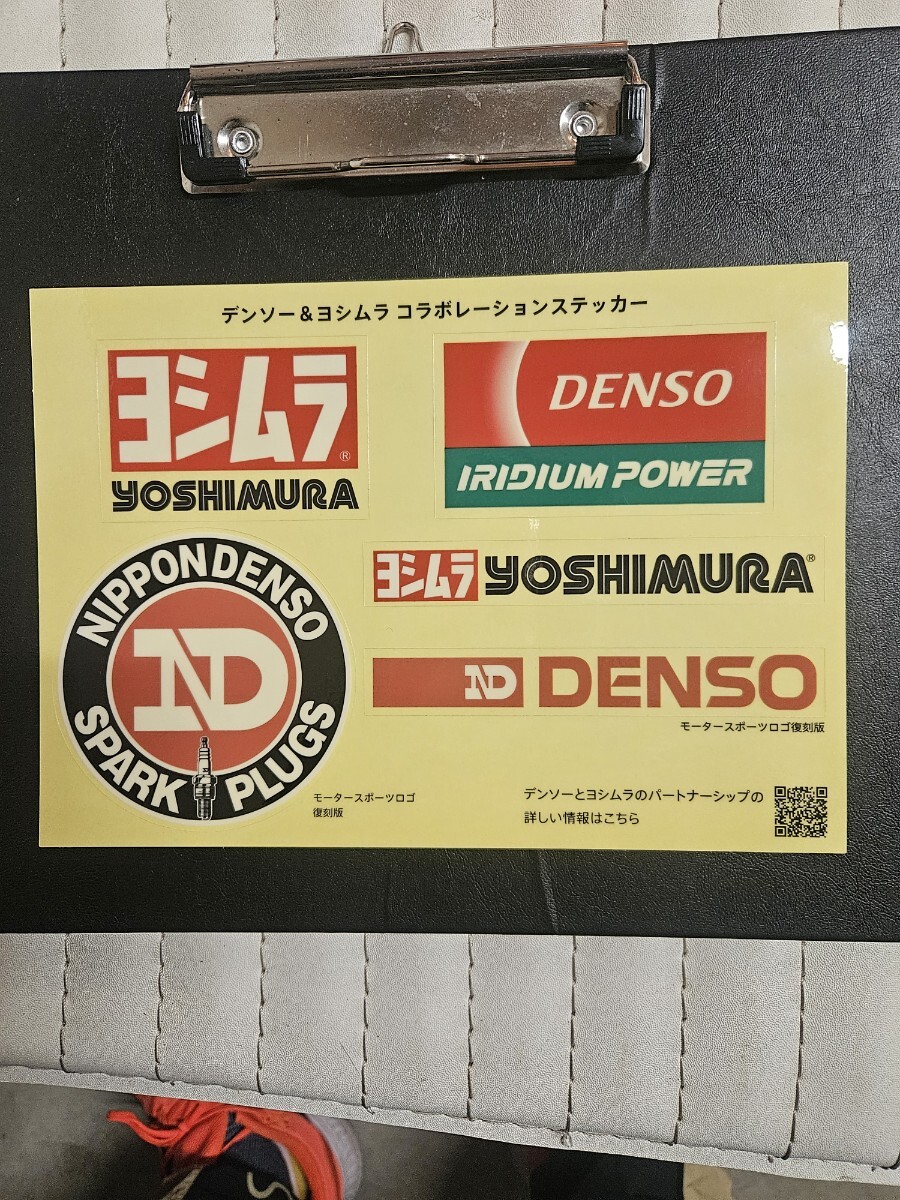 デンソー＆ヨシムラ コラボレーションステッカー
ヨシムラ®
YOSHIMURA
DENSO
IRIDIUM POWER
ヨシムラ YOSHIMURA®
NIPPONDENSO
ND
SPARK PLUGS
ND DENSO
モータースポーツロゴ復刻版
モータースポーツロゴ
復刻版
デンソーとヨシムラのパートナーシップの
詳しい情報はこちら